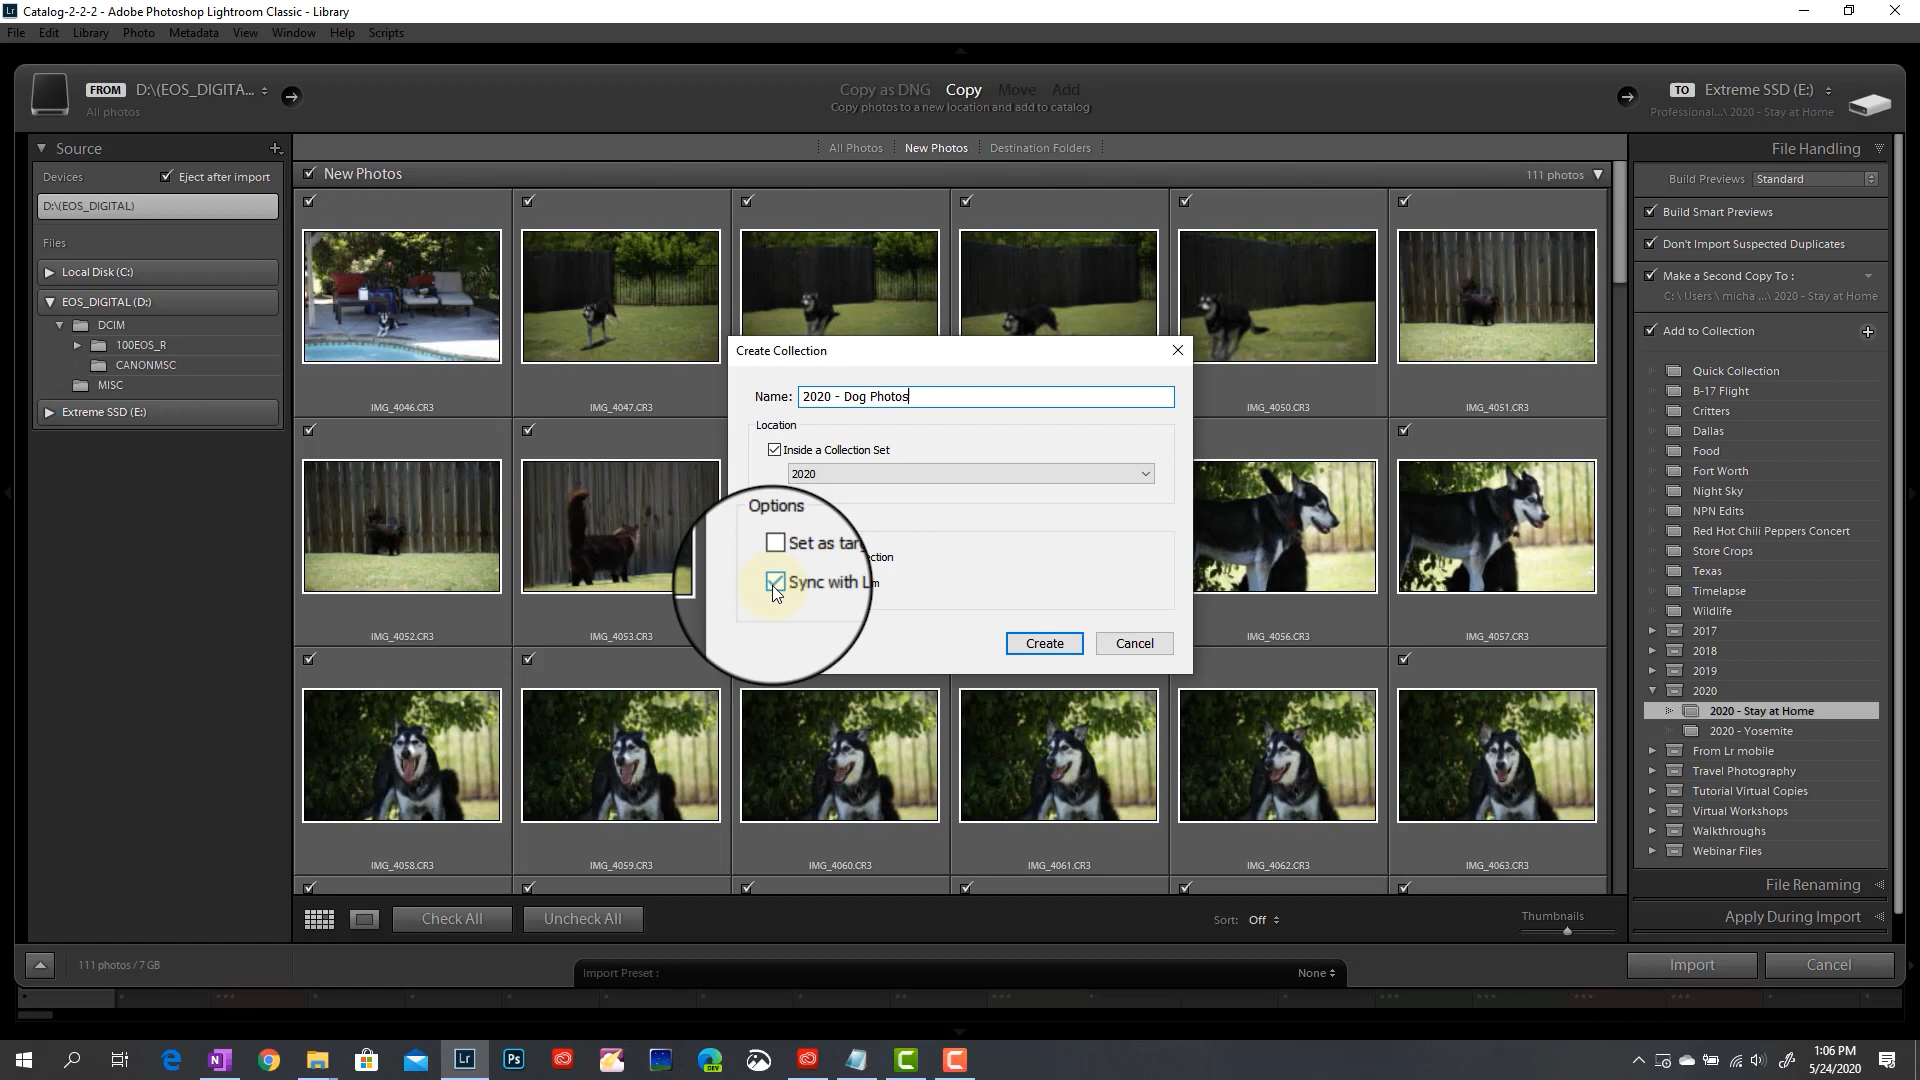 Lr Catalog-2-2-2 - Adobe Photoshop Lightroom Classic - Library
File Edit Library Photo Metadata View Window Help Scripts
FROM D:\(EOS_DIGITA...
All photos
Copy as DNG Copy Move Add
Copy photos to a new location and add to catalog
TO Extreme SSD (E:)
Professional...\ 2020 - Stay at Home
Source
Devices Eject after import
D:\(EOS_DIGITAL)
Files
Local Disk (C:)
EOS_DIGITAL (D:)
DCIM
100EOS_R
CANONMSC
MISC
Extreme SSD (E:)
All Photos New Photos Destination Folders
New Photos 111 photos
IMG_4046.CR3 IMG_4047.CR3 IMG_4050.CR3 IMG_4051.CR3
IMG_4052.CR3 IMG_4053.CR3 IMG_4056.CR3 IMG_4057.CR3
IMG_4058.CR3 IMG_4059.CR3 IMG_4060.CR3 IMG_4061.CR3 IMG_4062.CR3 IMG_4063.CR3
Create Collection
Name: 2020 - Dog Photos
Location
Inside a Collection Set
2020
Options
Set as tar ection
Sync with L m
Create Cancel
File Handling
Build Previews Standard
Build Smart Previews
Don't Import Suspected Duplicates
Make a Second Copy To :
C: \ Users \ micha ...\ 2020 - Stay at Home
Add to Collection
Quick Collection
B-17 Flight
Critters
Dallas
Food
Fort Worth
Night Sky
NPN Edits
Red Hot Chili Peppers Concert
Store Crops
Texas
Timelapse
Wildlife
2017
2018
2019
2020
2020 - Stay at Home
2020 - Yosemite
From Lr mobile
Travel Photography
Tutorial Virtual Copies
Virtual Workshops
Walkthroughs
Webinar Files
File Renaming
Apply During Import
Check All Uncheck All Sort: Off Thumbnails
111 photos / 7 GB Import Preset : None Import Cancel
N Lr Ps DEV
1:06 PM
5/24/2020